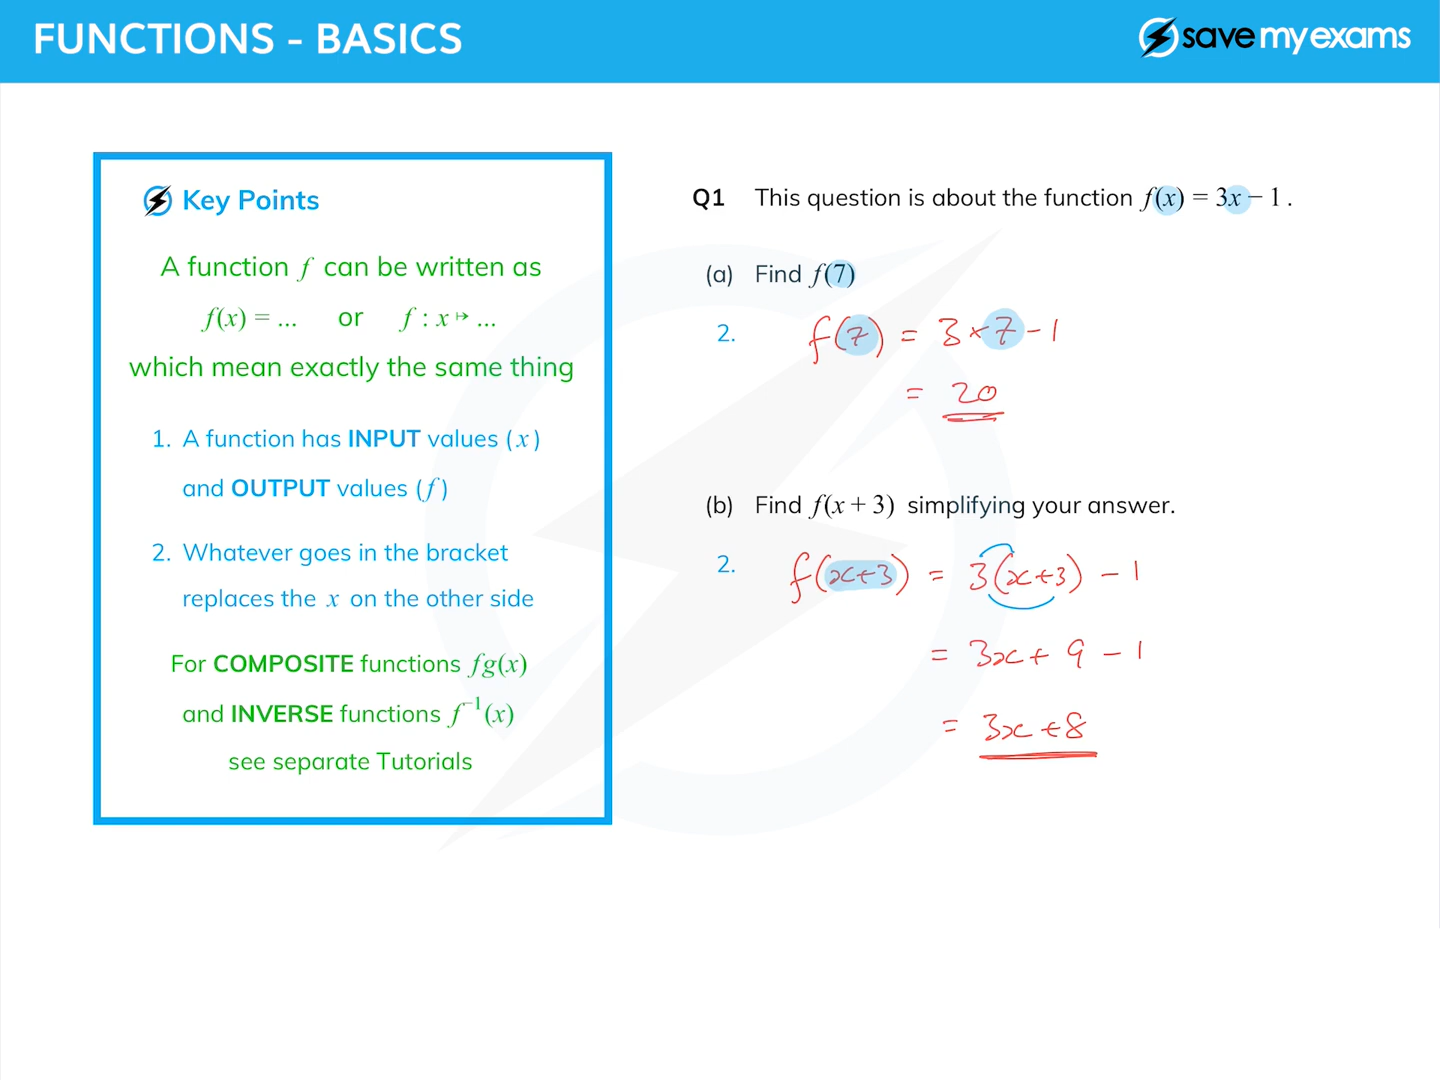 FUNCTIONS - BASICS
save my exams
Key Points
A function f can be written as
f(x) = ... or f : x ↦ ...
which mean exactly the same thing
1. A function has INPUT values (x)
and OUTPUT values (f)
2. Whatever goes in the bracket
replaces the x on the other side
For COMPOSITE functions fg(x)
and INVERSE functions f⁻¹(x)
see separate Tutorials
Q1 This question is about the function f(x) = 3x − 1.
(a) Find f(7)
2. f(7) = 3 × 7 − 1
= 20
(b) Find f(x + 3) simplifying your answer.
2. f(x+3) = 3(x+3) − 1
= 3x + 9 − 1
= 3x + 8